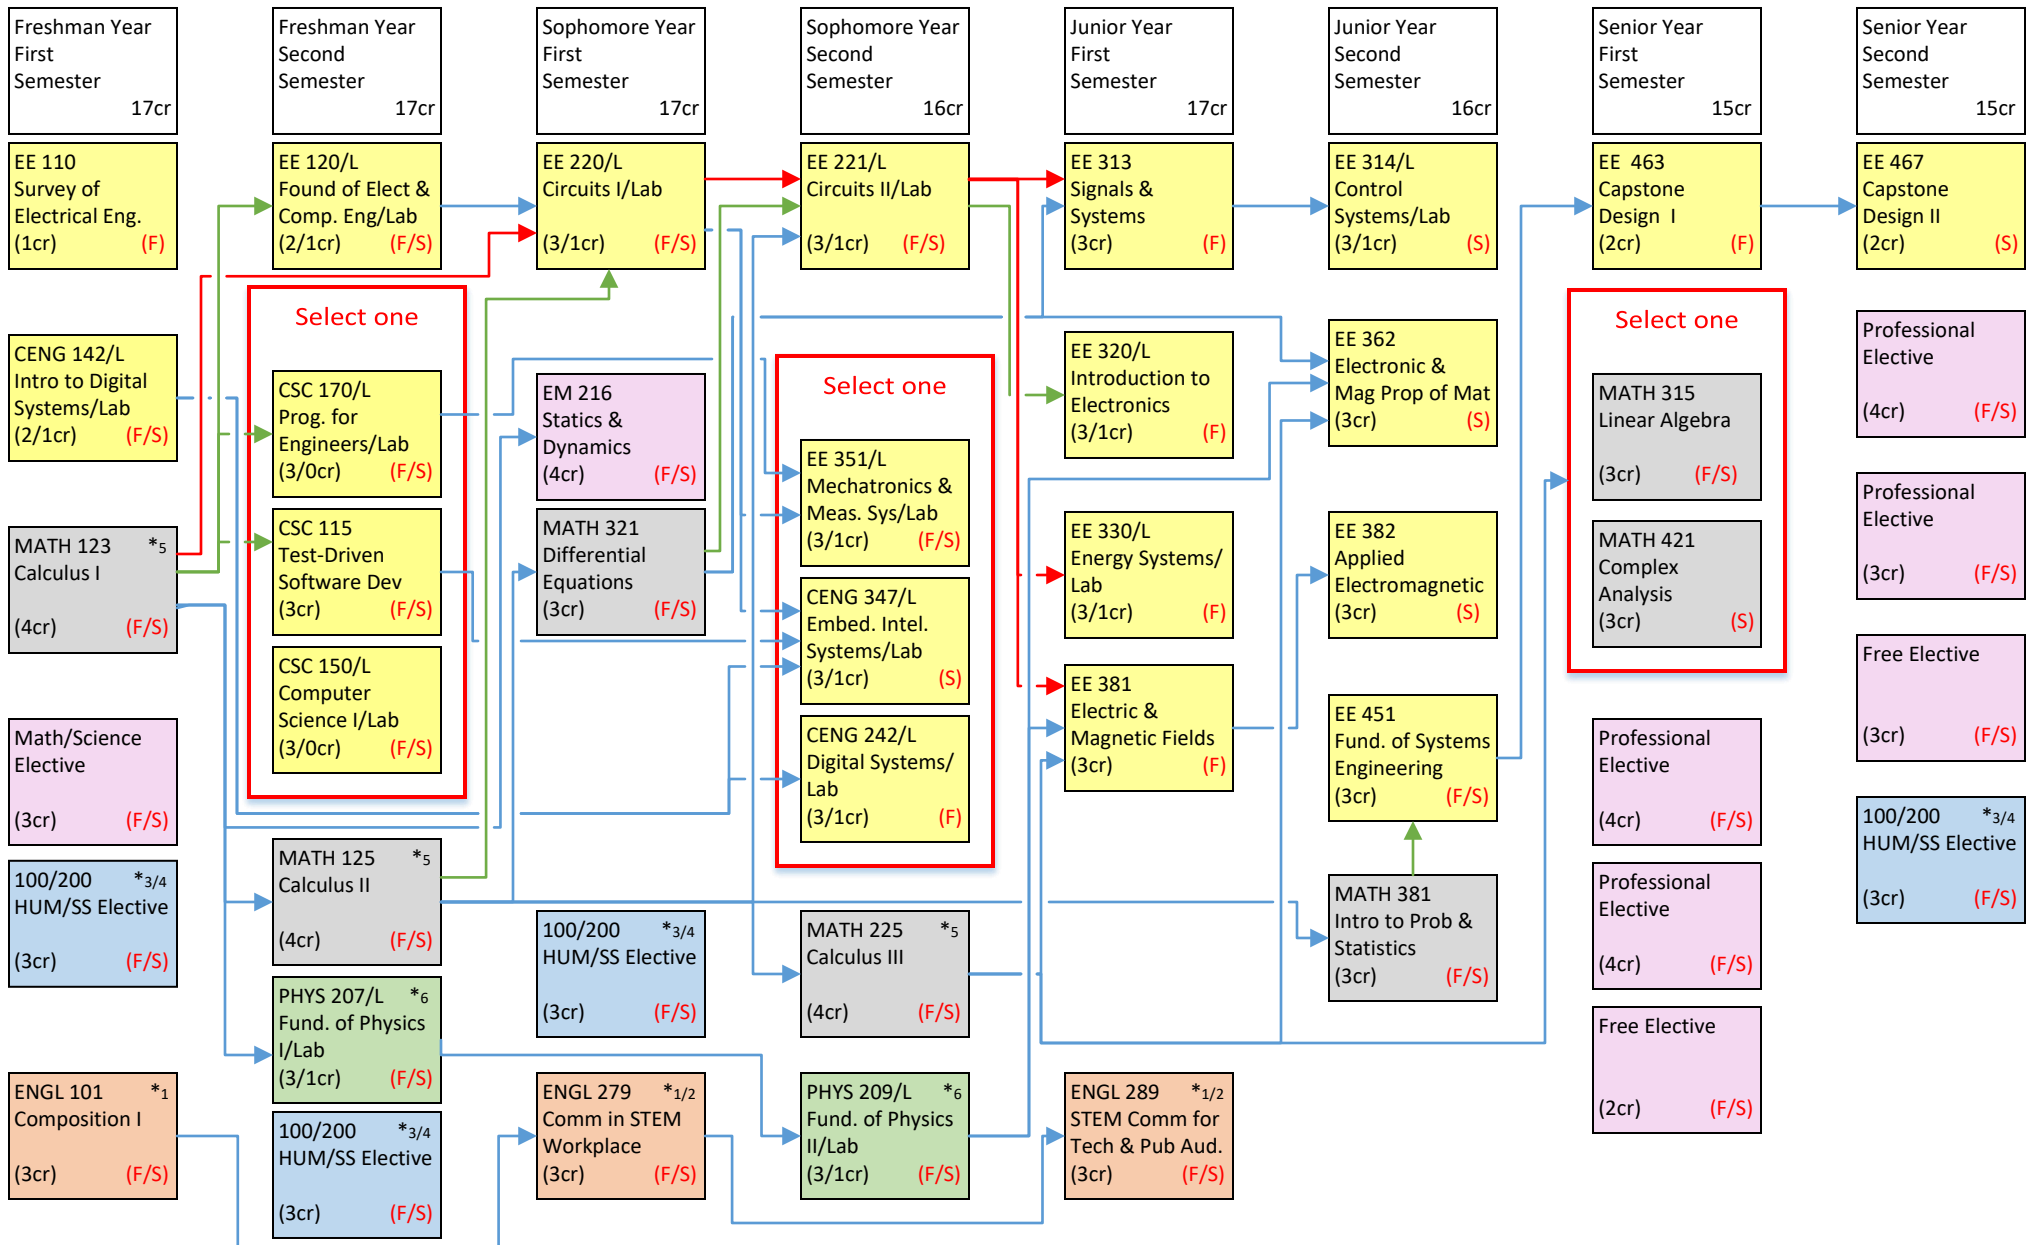 Freshman Year
First
Semester
17cr
Freshman Year
Second
Semester
17cr
Sophomore Year
First
Semester
17cr
Sophomore Year
Second
Semester
16cr
Junior Year
First
Semester
17cr
Junior Year
Second
Semester
16cr
Senior Year
First
Semester
15cr
Senior Year
Second
Semester
15cr
EE 110
Survey of
Electrical Eng.
(1cr) (F)
CENG 142/L
Intro to Digital
Systems/Lab
(2/1cr) (F/S)
MATH 123 *5
Calculus I
(4cr) (F/S)
Math/Science
Elective
(3cr) (F/S)
100/200 *3/4
HUM/SS Elective
(3cr) (F/S)
ENGL 101 *1
Composition I
(3cr) (F/S)
EE 120/L
Found of Elect &
Comp. Eng/Lab
(2/1cr) (F/S)
Select one
CSC 170/L
Prog. for
Engineers/Lab
(3/0cr) (F/S)
CSC 115
Test-Driven
Software Dev
(3cr) (F/S)
CSC 150/L
Computer
Science I/Lab
(3/0cr) (F/S)
MATH 125 *5
Calculus II
(4cr) (F/S)
PHYS 207/L *6
Fund. of Physics
I/Lab
(3/1cr) (F/S)
100/200 *3/4
HUM/SS Elective
(3cr) (F/S)
EE 220/L
Circuits I/Lab
(3/1cr) (F/S)
EM 216
Statics &
Dynamics
(4cr) (F/S)
MATH 321
Differential
Equations
(3cr) (F/S)
100/200 *3/4
HUM/SS Elective
(3cr) (F/S)
ENGL 279 *1/2
Comm in STEM
Workplace
(3cr) (F/S)
EE 221/L
Circuits II/Lab
(3/1cr) (F/S)
Select one
EE 351/L
Mechatronics &
Meas. Sys/Lab
(3/1cr) (F/S)
CENG 347/L
Embed. Intel.
Systems/Lab
(3/1cr) (S)
CENG 242/L
Digital Systems/
Lab
(3/1cr) (F)
MATH 225 *5
Calculus III
(4cr) (F/S)
PHYS 209/L *6
Fund. of Physics
II/Lab
(3/1cr) (F/S)
EE 313
Signals &
Systems
(3cr) (F)
EE 320/L
Introduction to
Electronics
(3/1cr) (F)
EE 330/L
Energy Systems/
Lab
(3/1cr) (F)
EE 381
Electric &
Magnetic Fields
(3cr) (F)
ENGL 289 *1/2
STEM Comm for
Tech & Pub Aud.
(3cr) (F/S)
EE 314/L
Control
Systems/Lab
(3/1cr) (S)
EE 362
Electronic &
Mag Prop of Mat
(3cr) (S)
EE 382
Applied
Electromagnetic
(3cr) (S)
EE 451
Fund. of Systems
Engineering
(3cr) (F/S)
MATH 381
Intro to Prob &
Statistics
(3cr) (F/S)
EE 463
Capstone
Design I
(2cr) (F)
Select one
MATH 315
Linear Algebra
(3cr) (F/S)
MATH 421
Complex
Analysis
(3cr) (S)
Professional
Elective
(4cr) (F/S)
Professional
Elective
(4cr) (F/S)
Free Elective
(2cr) (F/S)
EE 467
Capstone
Design II
(2cr) (S)
Professional
Elective
(4cr) (F/S)
Professional
Elective
(3cr) (F/S)
Free Elective
(3cr) (F/S)
100/200 *3/4
HUM/SS Elective
(3cr) (F/S)